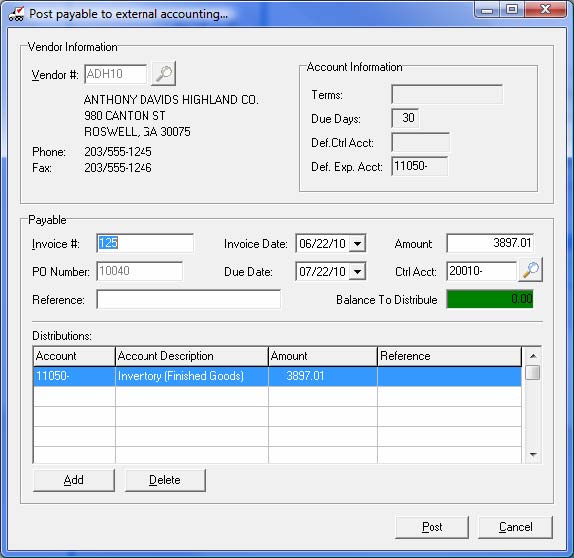 Post payable to external accounting...
Vendor Information
Vendor #: ADH10
ANTHONY DAVIDS HIGHLAND CO.
980 CANTON ST
ROSWELL, GA 30075
Phone: 203/555-1245
Fax: 203/555-1246
Account Information
Terms:
Due Days: 30
Def.Ctrl Acct:
Def. Exp. Acct: 11050-
Payable
Invoice #: 125 Invoice Date: 06/22/10 Amount 3897.01
PO Number: 10040 Due Date: 07/22/10 Ctrl Acct: 20010-
Reference: Balance To Distribule 0.00
Distributions:
Account Account Description Amount Reference
11050- Invertory (Finished Goods) 3897.01
Add Delete
Post Cancel